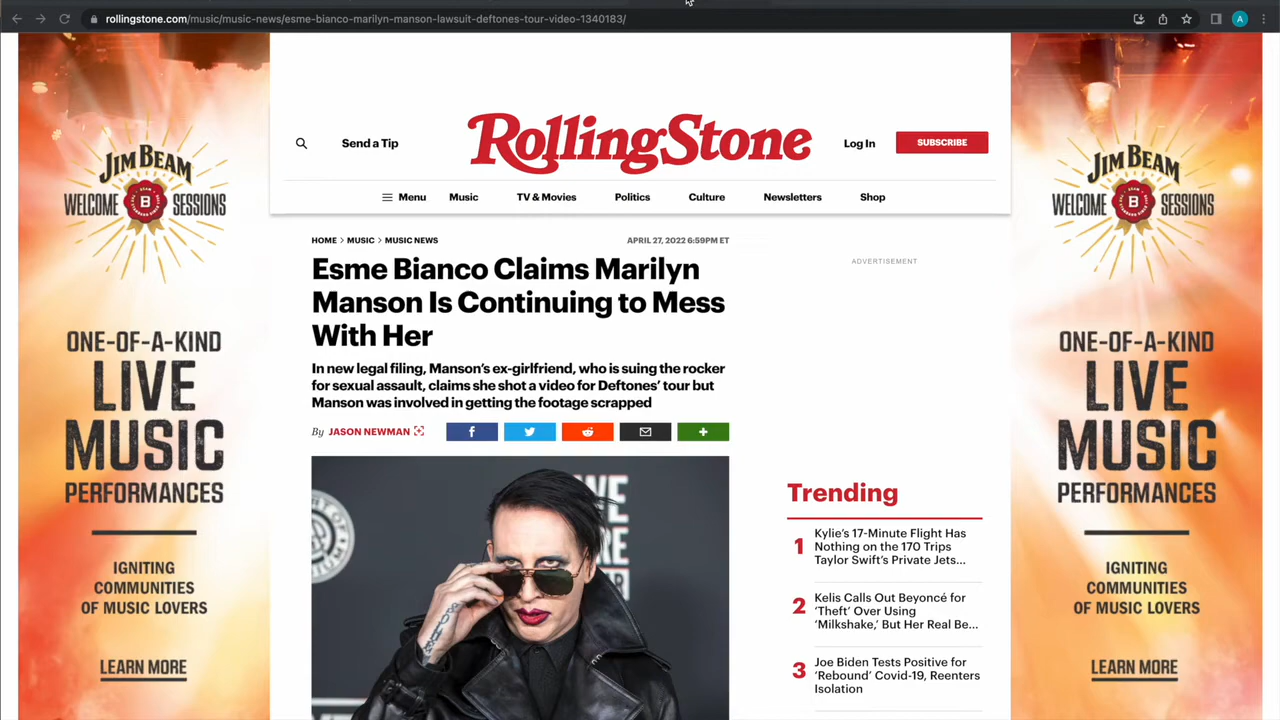 rollingstone.com/music/music-news/esme-bianco-marilyn-manson-lawsuit-deftones-tour-video-1340183/
A
JIM BEAM
WELCOME B SESSIONS
ONE-OF-A-KIND
LIVE
MUSIC
PERFORMANCES
IGNITING
COMMUNITIES
OF MUSIC LOVERS
LEARN MORE
Send a Tip
RollingStone
Log In
SUBSCRIBE
Menu
Music
TV & Movies
Politics
Culture
Newsletters
Shop
HOME > MUSIC > MUSIC NEWS
APRIL 27, 2022 6:59PM ET
Esme Bianco Claims Marilyn
Manson Is Continuing to Mess
With Her
In new legal filing, Manson's ex-girlfriend, who is suing the rocker
for sexual assault, claims she shot a video for Deftones' tour but
Manson was involved in getting the footage scrapped
By JASON NEWMAN
ADVERTISEMENT
Trending
1
Kylie's 17-Minute Flight Has
Nothing on the 170 Trips
Taylor Swift's Private Jets...
2
Kelis Calls Out Beyoncé for
'Theft' Over Using
'Milkshake,' But Her Real Be...
3
Joe Biden Tests Positive for
'Rebound' Covid-19, Reenters
Isolation
JIM BEAM
WELCOME B SESSIONS
ONE-OF-A-KIND
LIVE
MUSIC
PERFORMANCES
IGNITING
COMMUNITIES
OF MUSIC LOVERS
LEARN MORE